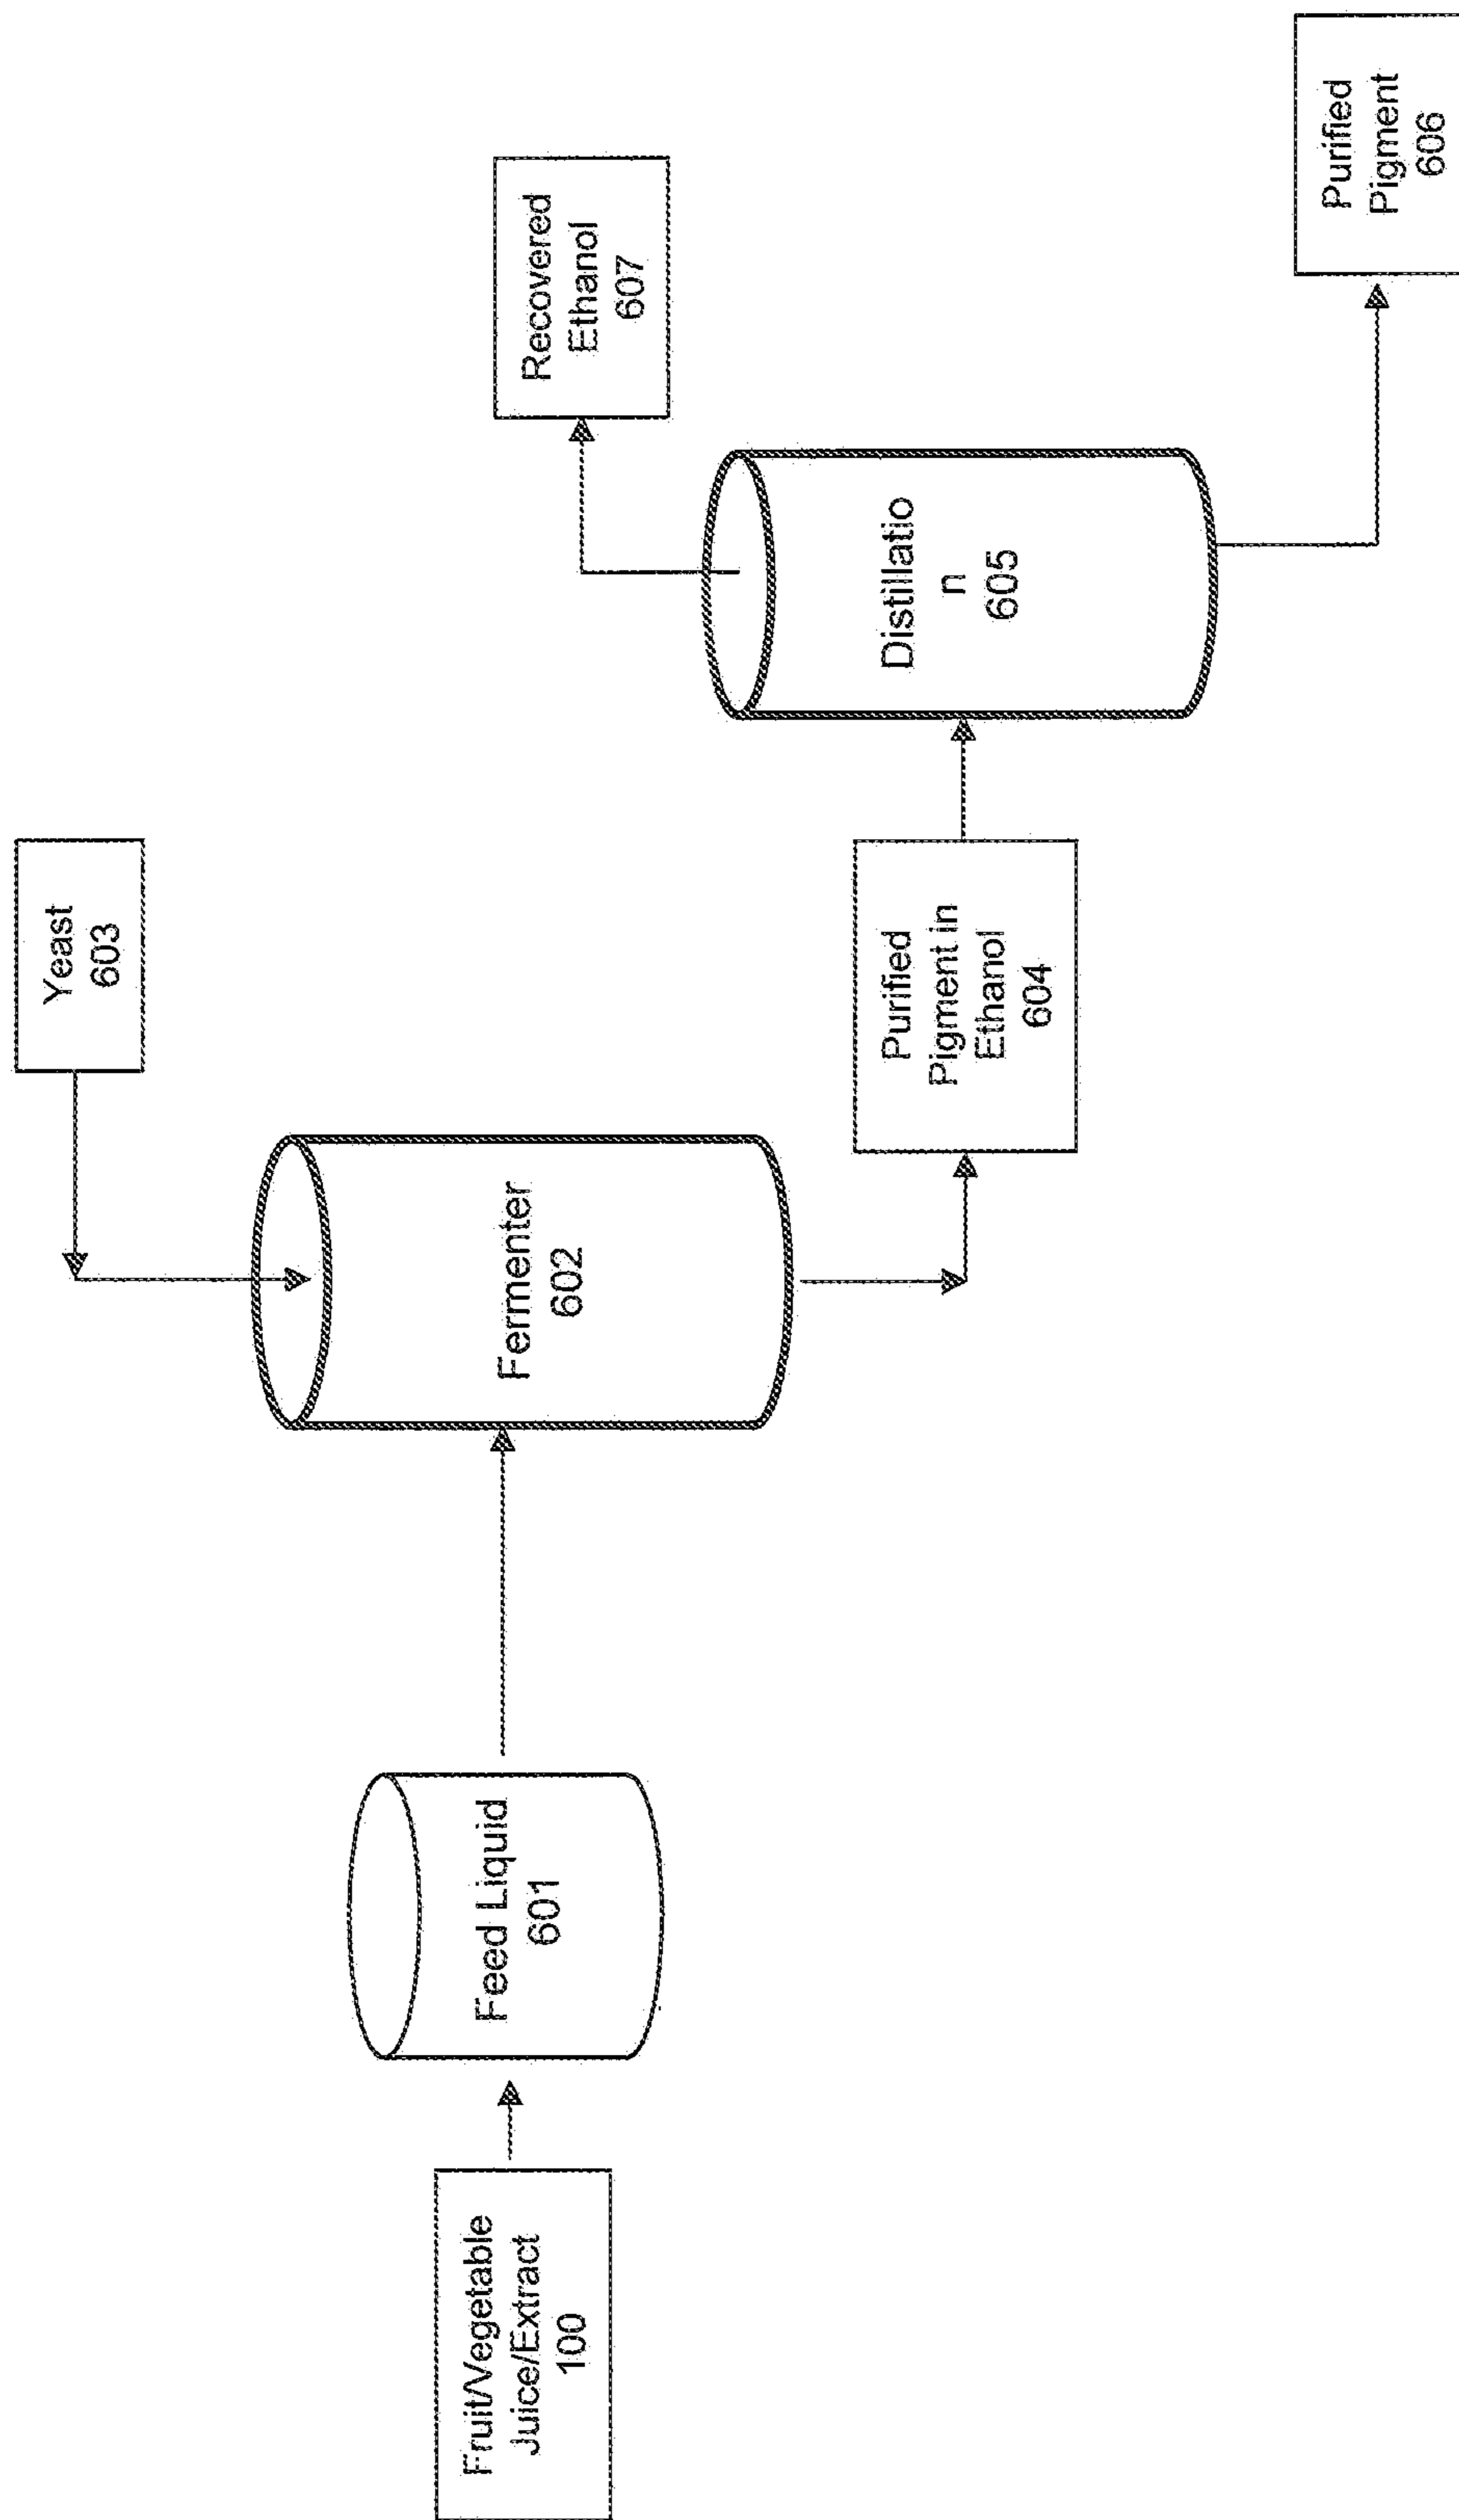 Fruit/Vegetable
Juice/Extract
100
Feed Liquid
601
Fermenter
602
Yeast
603
Purified
Pigment in
Ethanol
604
Distillatio
n
605
Recovered
Ethanol
607
Purified
Pigment
606